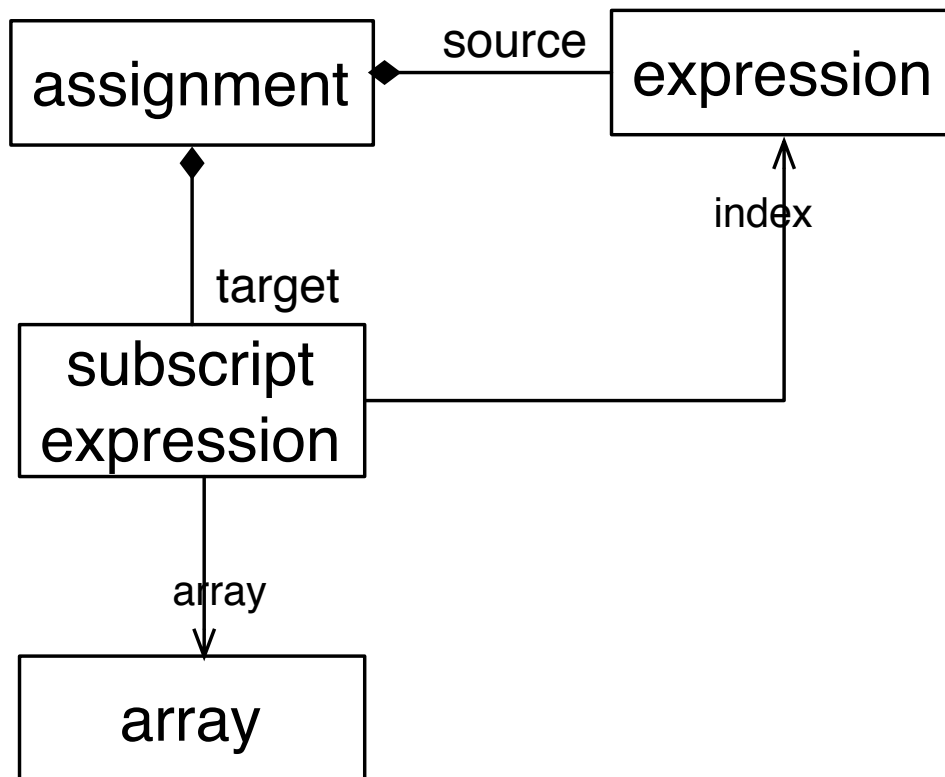 source
assignment
expression
index
target
subscript
expression
array
array